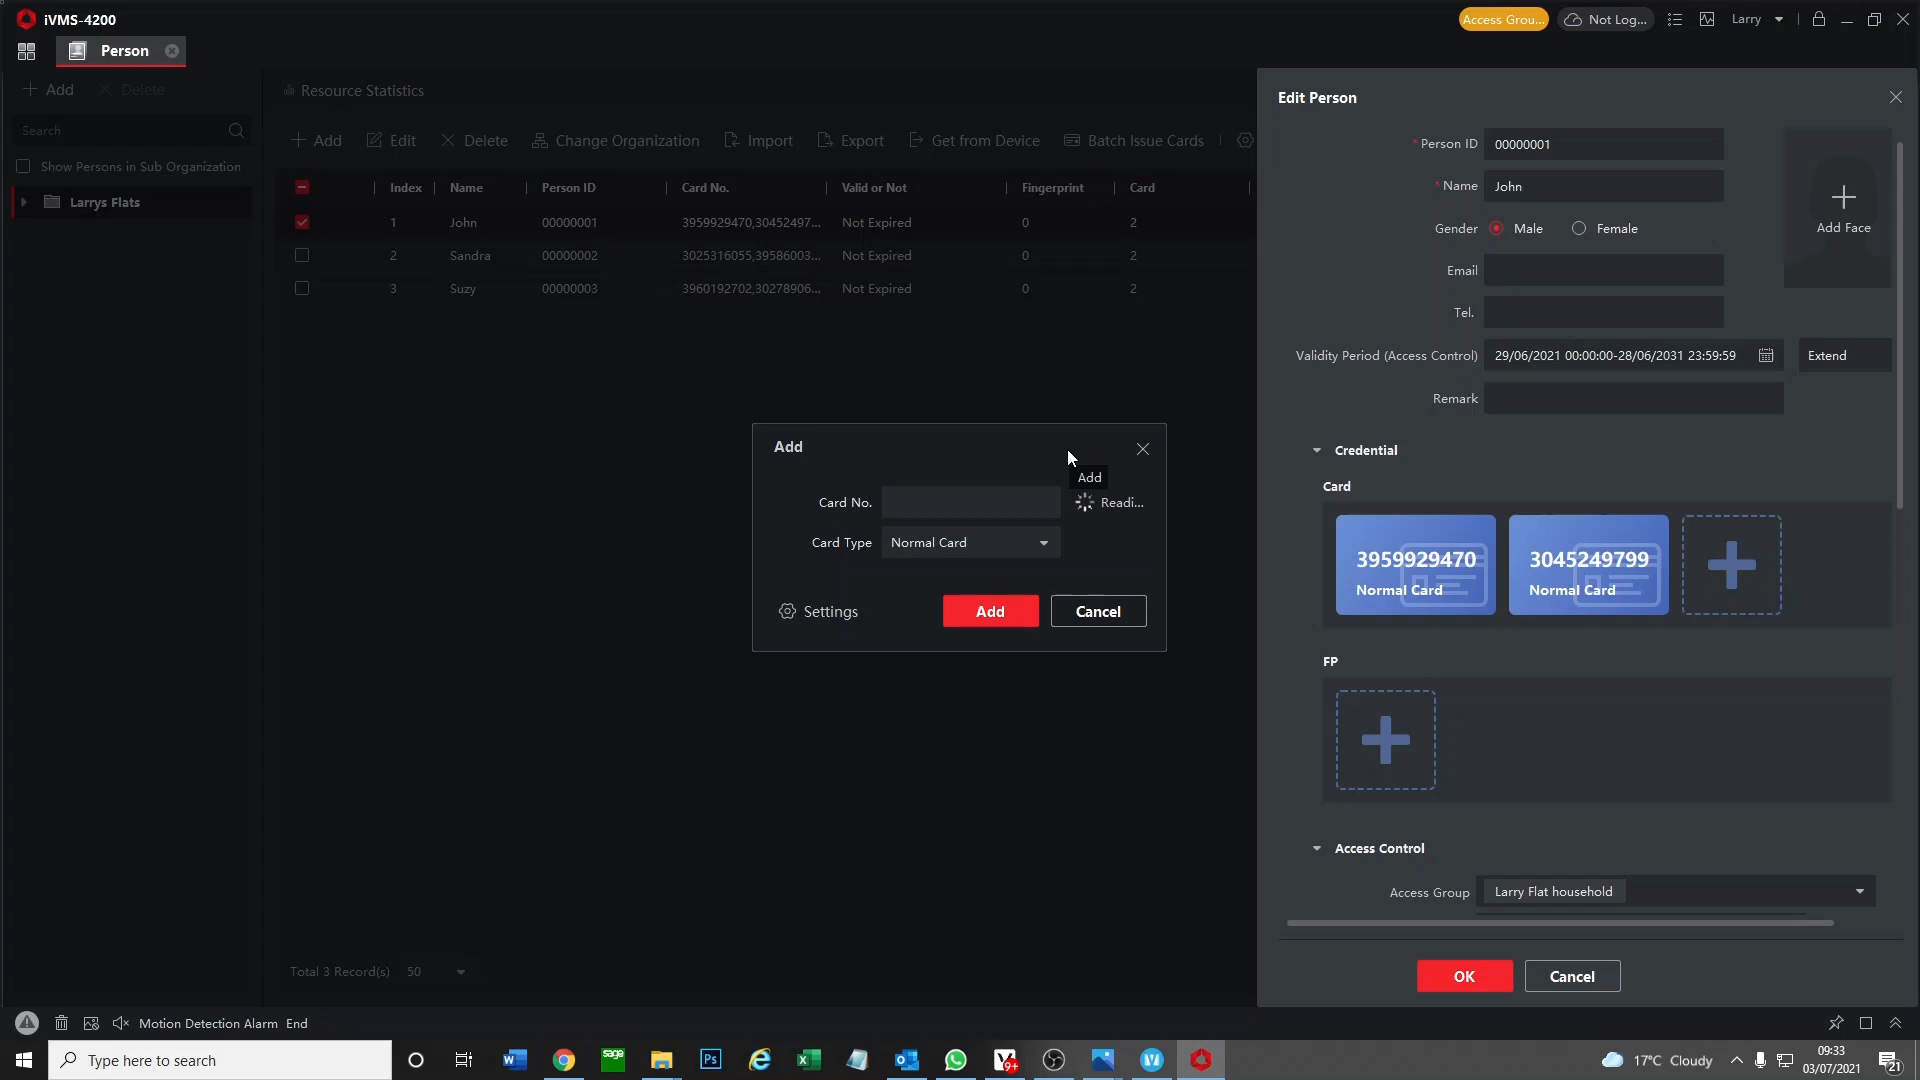 iVMS-4200
Access Grou...
Not Log...
Larry
Person
Add
Delete
Search
Show Persons in Sub Organization
Larrys Flats
Resource Statistics
Add Edit Delete Change Organization Import Export Get from Device Batch Issue Cards
Index Name Person ID Card No. Valid or Not Fingerprint Card
1 John 00000001 3959929470,30452497... Not Expired 0 2
2 Sandra 00000002 3025316055,39586003... Not Expired 0 2
3 Suzy 00000003 3960192702,30278906... Not Expired 0 2
Total 3 Record(s) 50
Add
Add
Card No. Readi...
Card Type Normal Card
Settings Add Cancel
Edit Person
* Person ID 00000001
* Name John
Gender Male Female
Add Face
Email
Tel.
Validity Period (Access Control) 29/06/2021 00:00:00-28/06/2031 23:59:59 Extend
Remark
Credential
Card
3959929470
Normal Card
3045249799
Normal Card
FP
Access Control
Access Group Larry Flat household
OK Cancel
Motion Detection Alarm End
Type here to search
sage
Ps
9+
17°C Cloudy
09:33
03/07/2021
21